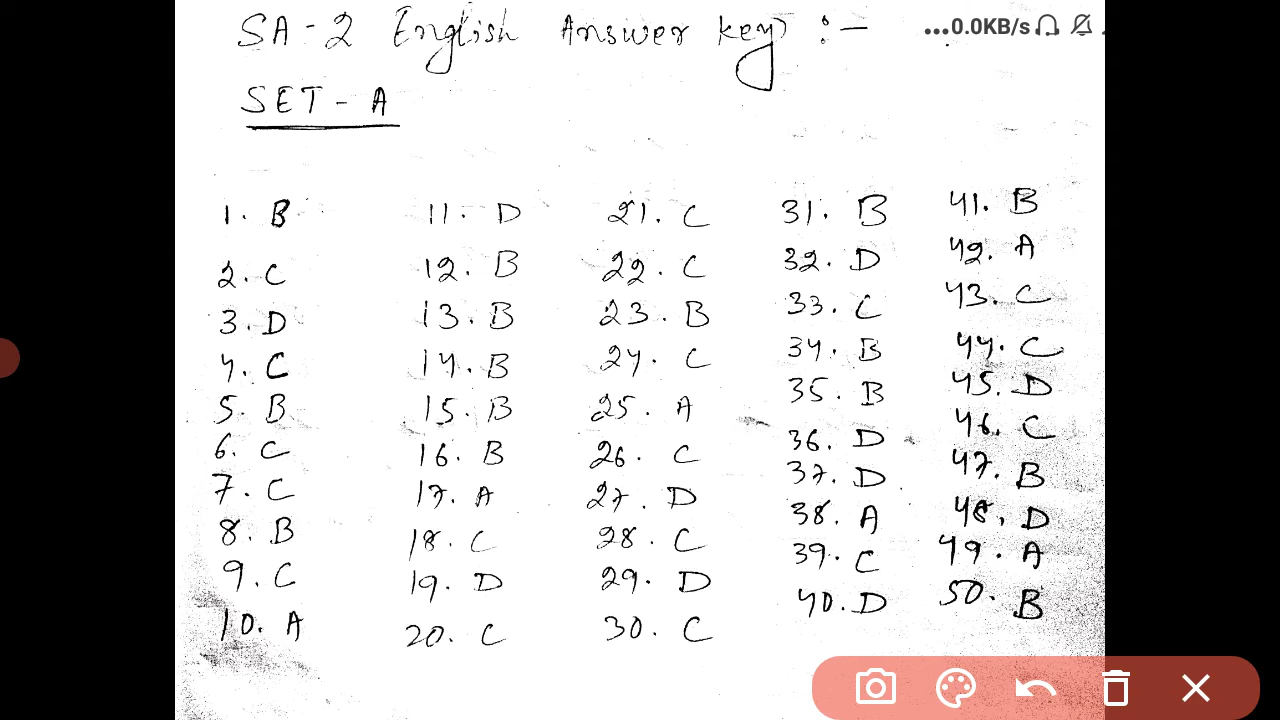 SA-2 English Answer key :-
...0.0KB/s
SET - A
1. B 11. D 21. C 31. B 41. B
2. C 12. B 22. C 32. D 42. A
3. D 13. B 23. B 33. C 43. C
4. C 14. B 24. C 34. B 44. C
5. B 15. B 25. A 35. B 45. D
6. C 16. B 26. C 36. D 46. C
7. C 17. A 27. D 37. D 47. B
8. B 18. C 28. C 38. A 48. D
9. C 19. D 29. D 39. C 49. A
10. A 20. C 30. C 40. D 50. B